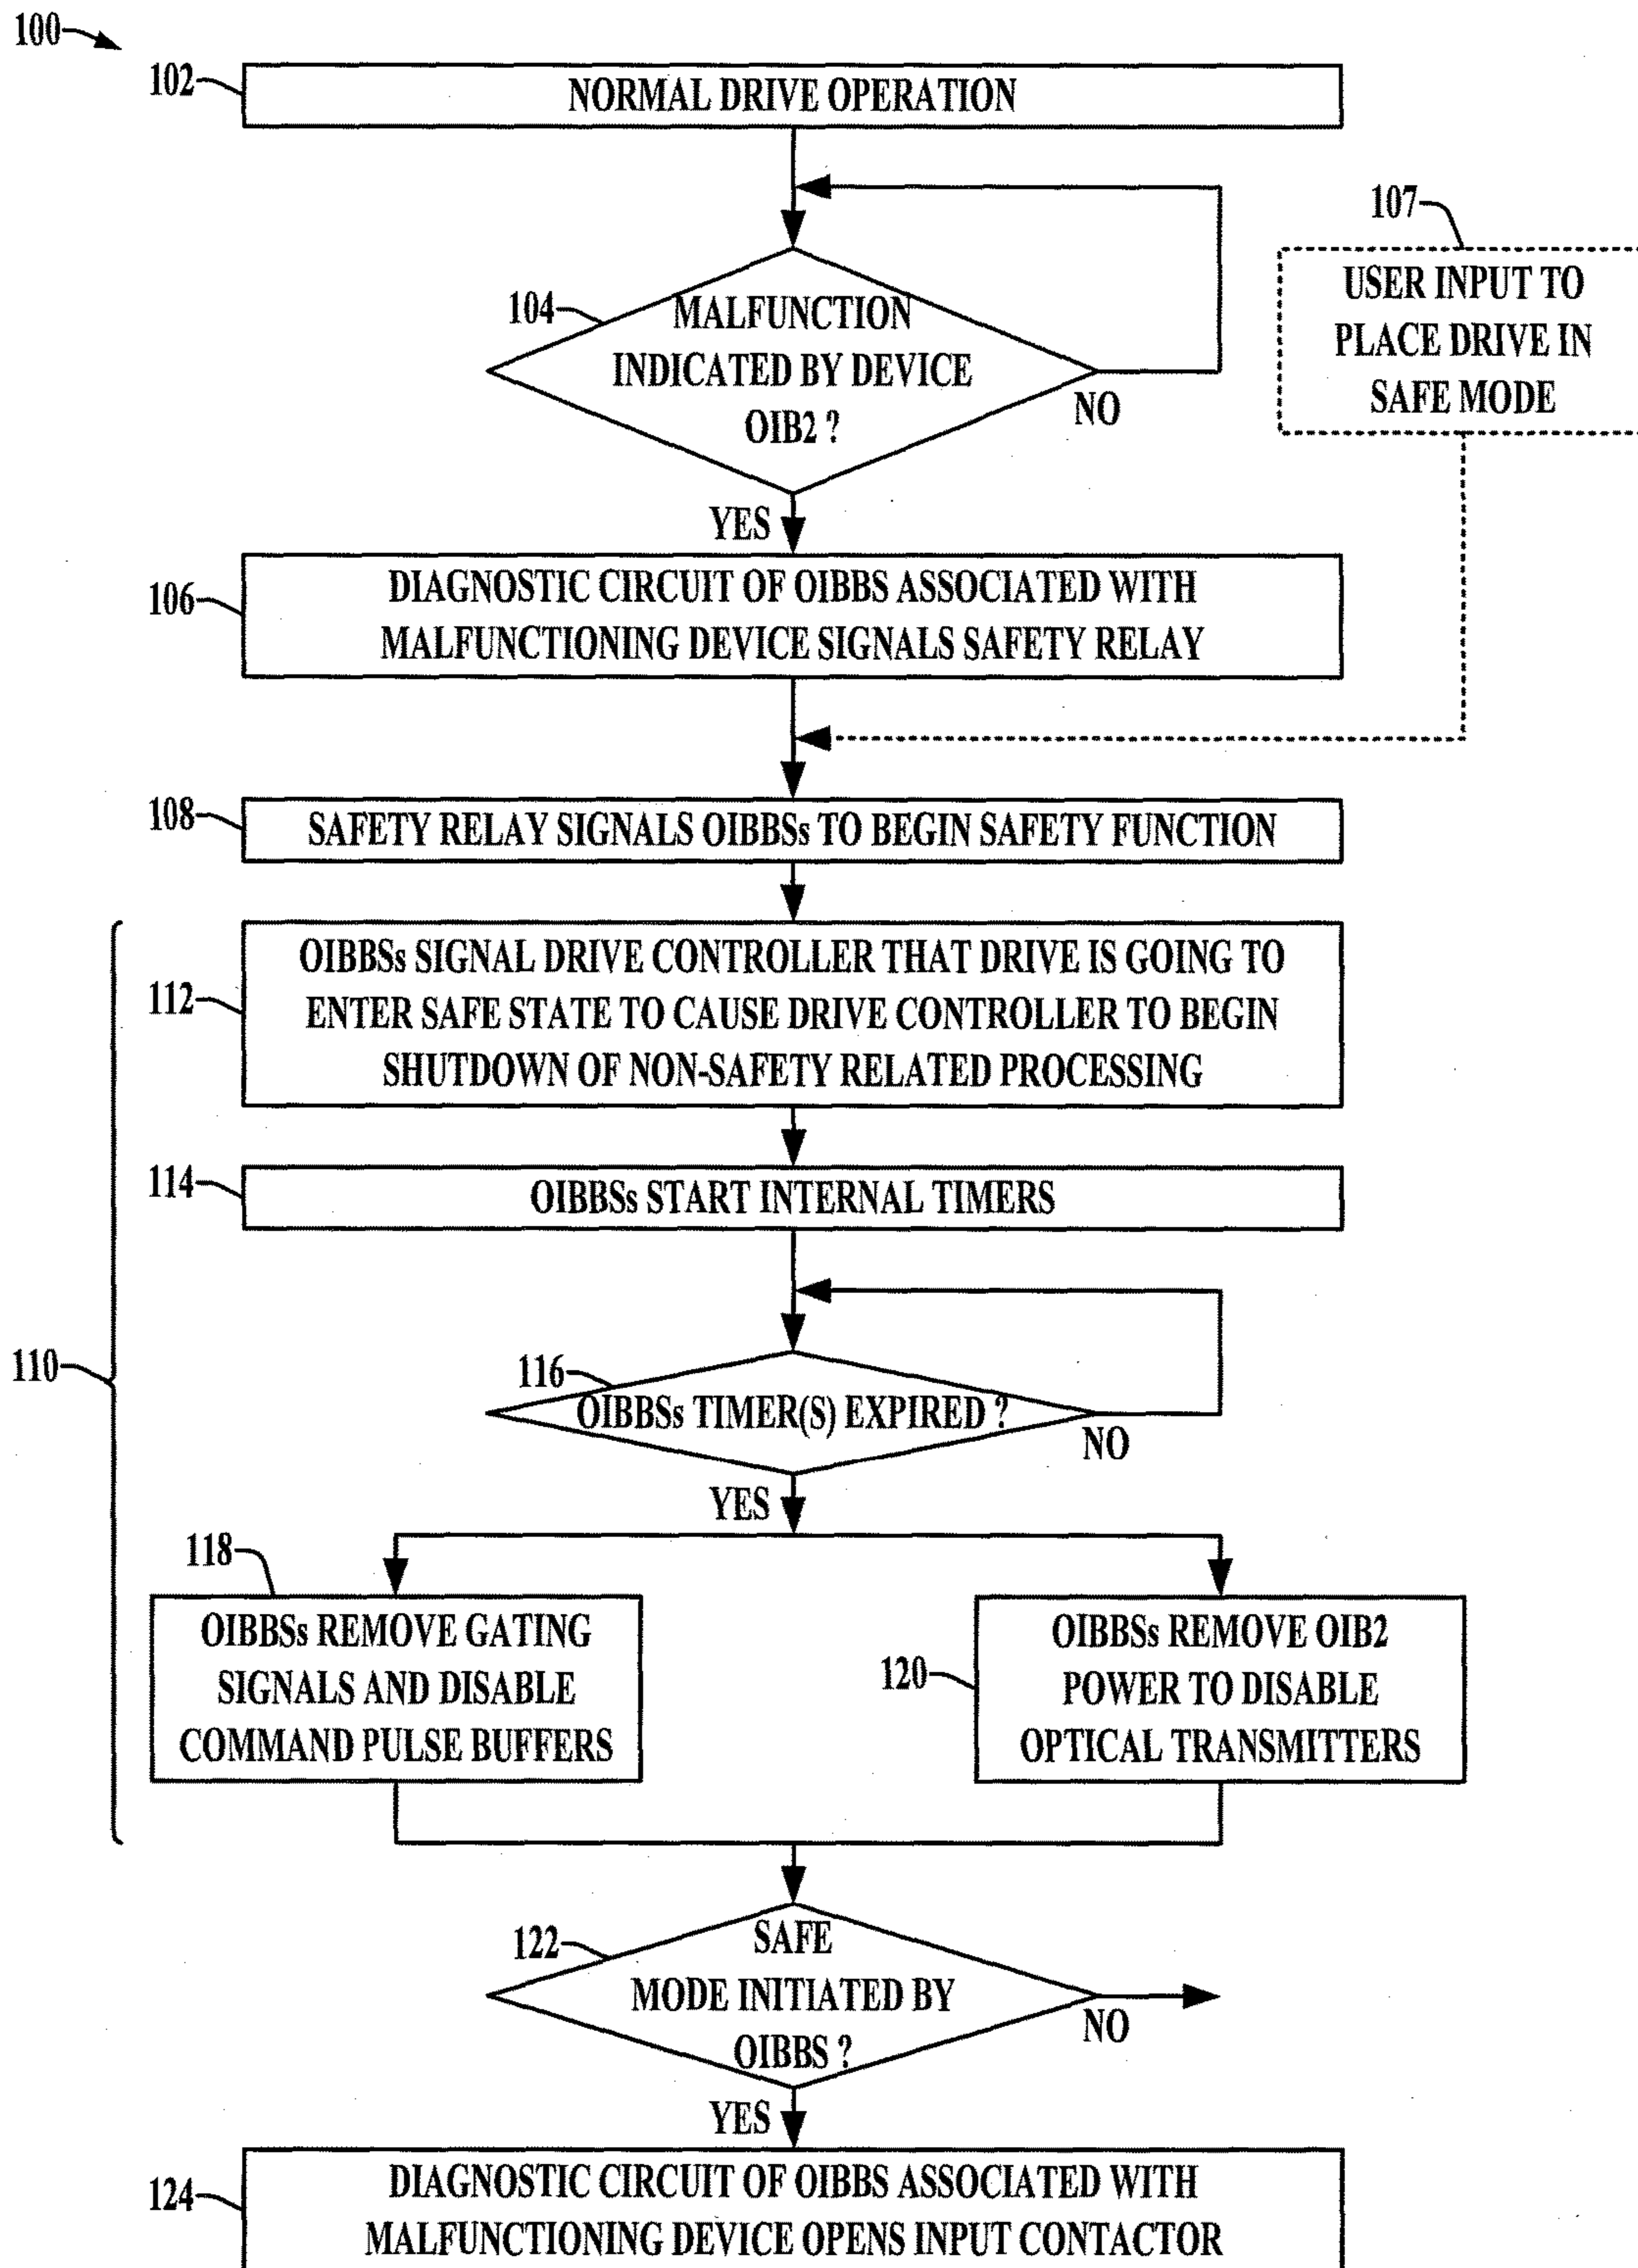 100
102
NORMAL DRIVE OPERATION
107
USER INPUT TO
PLACE DRIVE IN
SAFE MODE
104
MALFUNCTION
INDICATED BY DEVICE
OIB2 ?
NO
YES
106
DIAGNOSTIC CIRCUIT OF OIBBS ASSOCIATED WITH
MALFUNCTIONING DEVICE SIGNALS SAFETY RELAY
108
SAFETY RELAY SIGNALS OIBBSs TO BEGIN SAFETY FUNCTION
110
112
OIBBSs SIGNAL DRIVE CONTROLLER THAT DRIVE IS GOING TO
ENTER SAFE STATE TO CAUSE DRIVE CONTROLLER TO BEGIN
SHUTDOWN OF NON-SAFETY RELATED PROCESSING
114
OIBBSs START INTERNAL TIMERS
116
OIBBSs TIMER(S) EXPIRED ?
NO
YES
118
OIBBSs REMOVE GATING
SIGNALS AND DISABLE
COMMAND PULSE BUFFERS
120
OIBBSs REMOVE OIB2
POWER TO DISABLE
OPTICAL TRANSMITTERS
122
SAFE
MODE INITIATED BY
OIBBS ?
NO
YES
124
DIAGNOSTIC CIRCUIT OF OIBBS ASSOCIATED WITH
MALFUNCTIONING DEVICE OPENS INPUT CONTACTOR